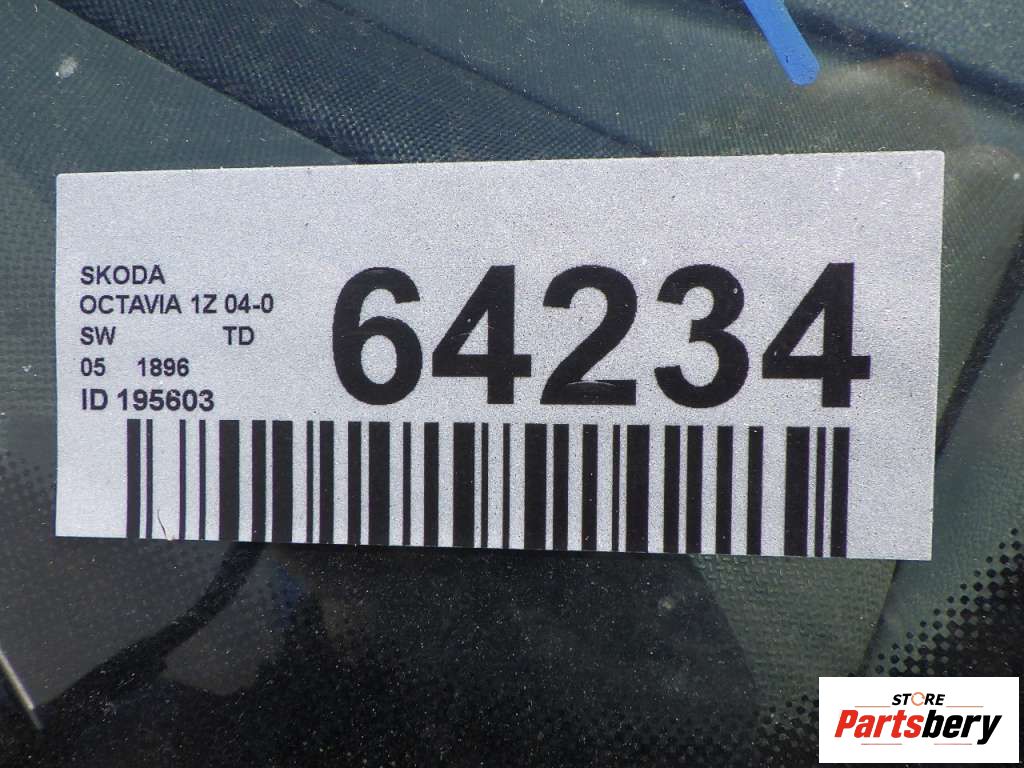 SKODA
OCTAVIA 1Z 04-0
SW TD
05 1896
ID 195603
64234
STORE
Partsbery